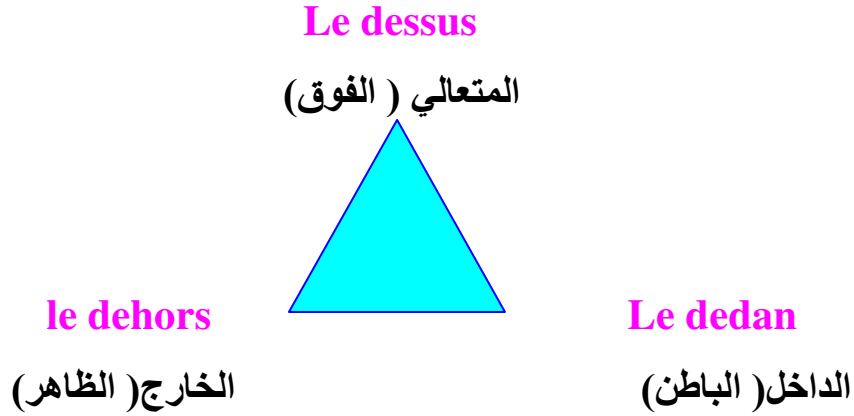 Le dessus
المتعالي ( الفوق)
le dehors
الخارج( الظاهر)
Le dedan
الداخل( الباطن)